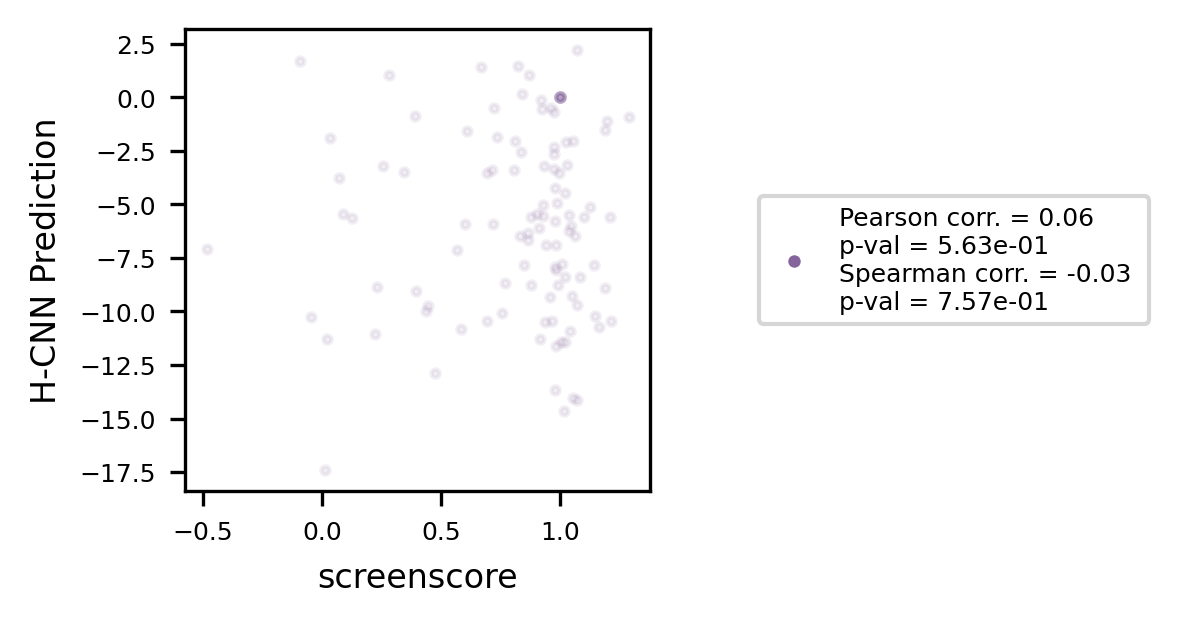 2.5
0.0
−2.5
−5.0
−7.5
−10.0
−12.5
−15.0
−17.5
H-CNN Prediction
−0.5
0.0
0.5
1.0
screenscore
Pearson corr. = 0.06
p-val = 5.63e-01
Spearman corr. = -0.03
p-val = 7.57e-01